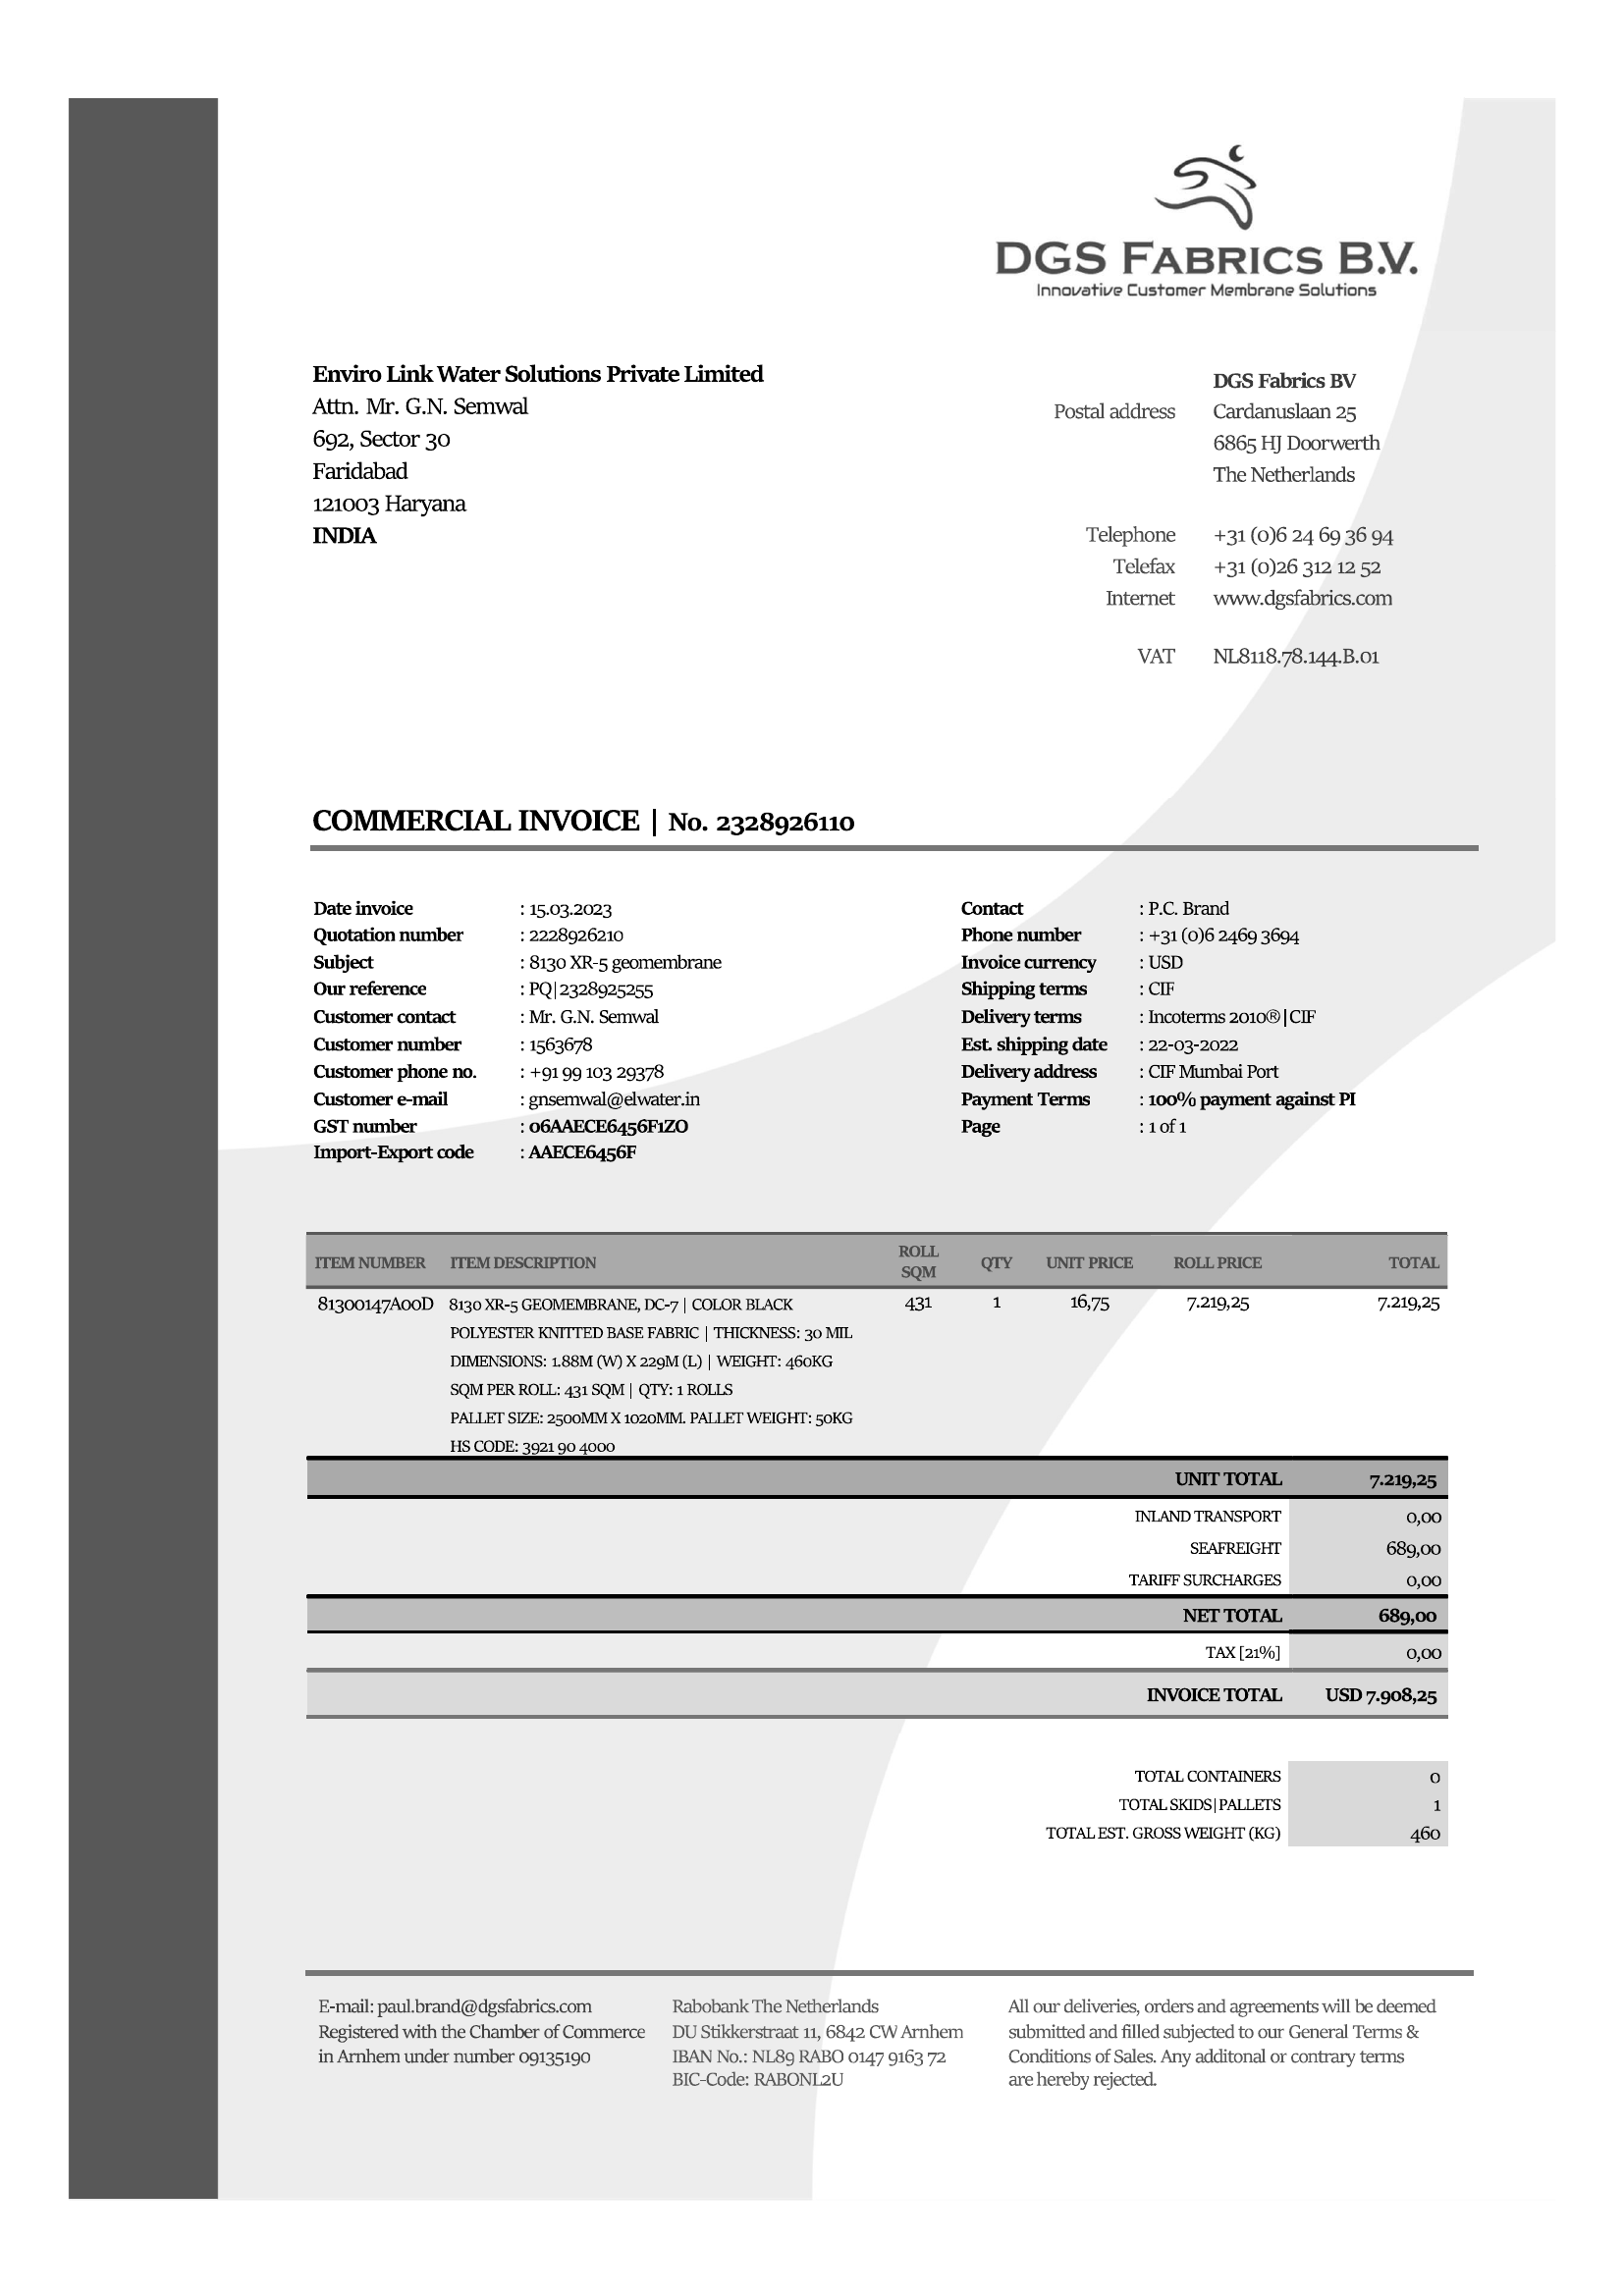 DGS FABRICS B.V.
Innovative Customer Membrane Solutions
Enviro Link Water Solutions Private Limited
Attn. Mr. G.N. Semwal
692, Sector 30
Faridabad
121003 Haryana
INDIA
DGS Fabrics BV
Postal address Cardanuslaan 25
6865 HJ Doorwerth
The Netherlands
Telephone +31 (0)6 24 69 36 94
Telefax +31 (0)26 312 12 52
Internet www.dgsfabrics.com
VAT NL8118.78.144.B.01
COMMERCIAL INVOICE | No. 2328926110
Date invoice : 15.03.2023
Quotation number : 2228926210
Subject : 8130 XR-5 geomembrane
Our reference : PQ|2328925255
Customer contact : Mr. G.N. Semwal
Customer number : 1563678
Customer phone no. : +91 99 103 29378
Customer e-mail : gnsemwal@elwater.in
GST number : 06AAECE6456F1ZO
Import-Export code : AAECE6456F
Contact : P.C. Brand
Phone number : +31 (0)6 2469 3694
Invoice currency : USD
Shipping terms : CIF
Delivery terms : Incoterms 2010®|CIF
Est. shipping date : 22-03-2022
Delivery address : CIF Mumbai Port
Payment Terms : 100% payment against PI
Page : 1 of 1
ITEM NUMBER ITEM DESCRIPTION ROLL SQM QTY UNIT PRICE ROLL PRICE TOTAL
81300147A00D 8130 XR-5 GEOMEMBRANE, DC-7 | COLOR BLACK 431 1 16,75 7.219,25 7.219,25
POLYESTER KNITTED BASE FABRIC | THICKNESS: 30 MIL
DIMENSIONS: 1.88M (W) X 229M (L) | WEIGHT: 460KG
SQM PER ROLL: 431 SQM | QTY: 1 ROLLS
PALLET SIZE: 2500MM X 1020MM. PALLET WEIGHT: 50KG
HS CODE: 3921 90 4000
UNIT TOTAL 7.219,25
INLAND TRANSPORT 0,00
SEAFREIGHT 689,00
TARIFF SURCHARGES 0,00
NET TOTAL 689,00
TAX [21%] 0,00
INVOICE TOTAL USD 7.908,25
TOTAL CONTAINERS 0
TOTAL SKIDS|PALLETS 1
TOTAL EST. GROSS WEIGHT (KG) 460
E-mail: paul.brand@dgsfabrics.com
Registered with the Chamber of Commerce
in Arnhem under number 09135190
Rabobank The Netherlands
DU Stikkerstraat 11, 6842 CW Arnhem
IBAN No.: NL89 RABO 0147 9163 72
BIC-Code: RABONL2U
All our deliveries, orders and agreements will be deemed
submitted and filled subjected to our General Terms &
Conditions of Sales. Any additonal or contrary terms
are hereby rejected.